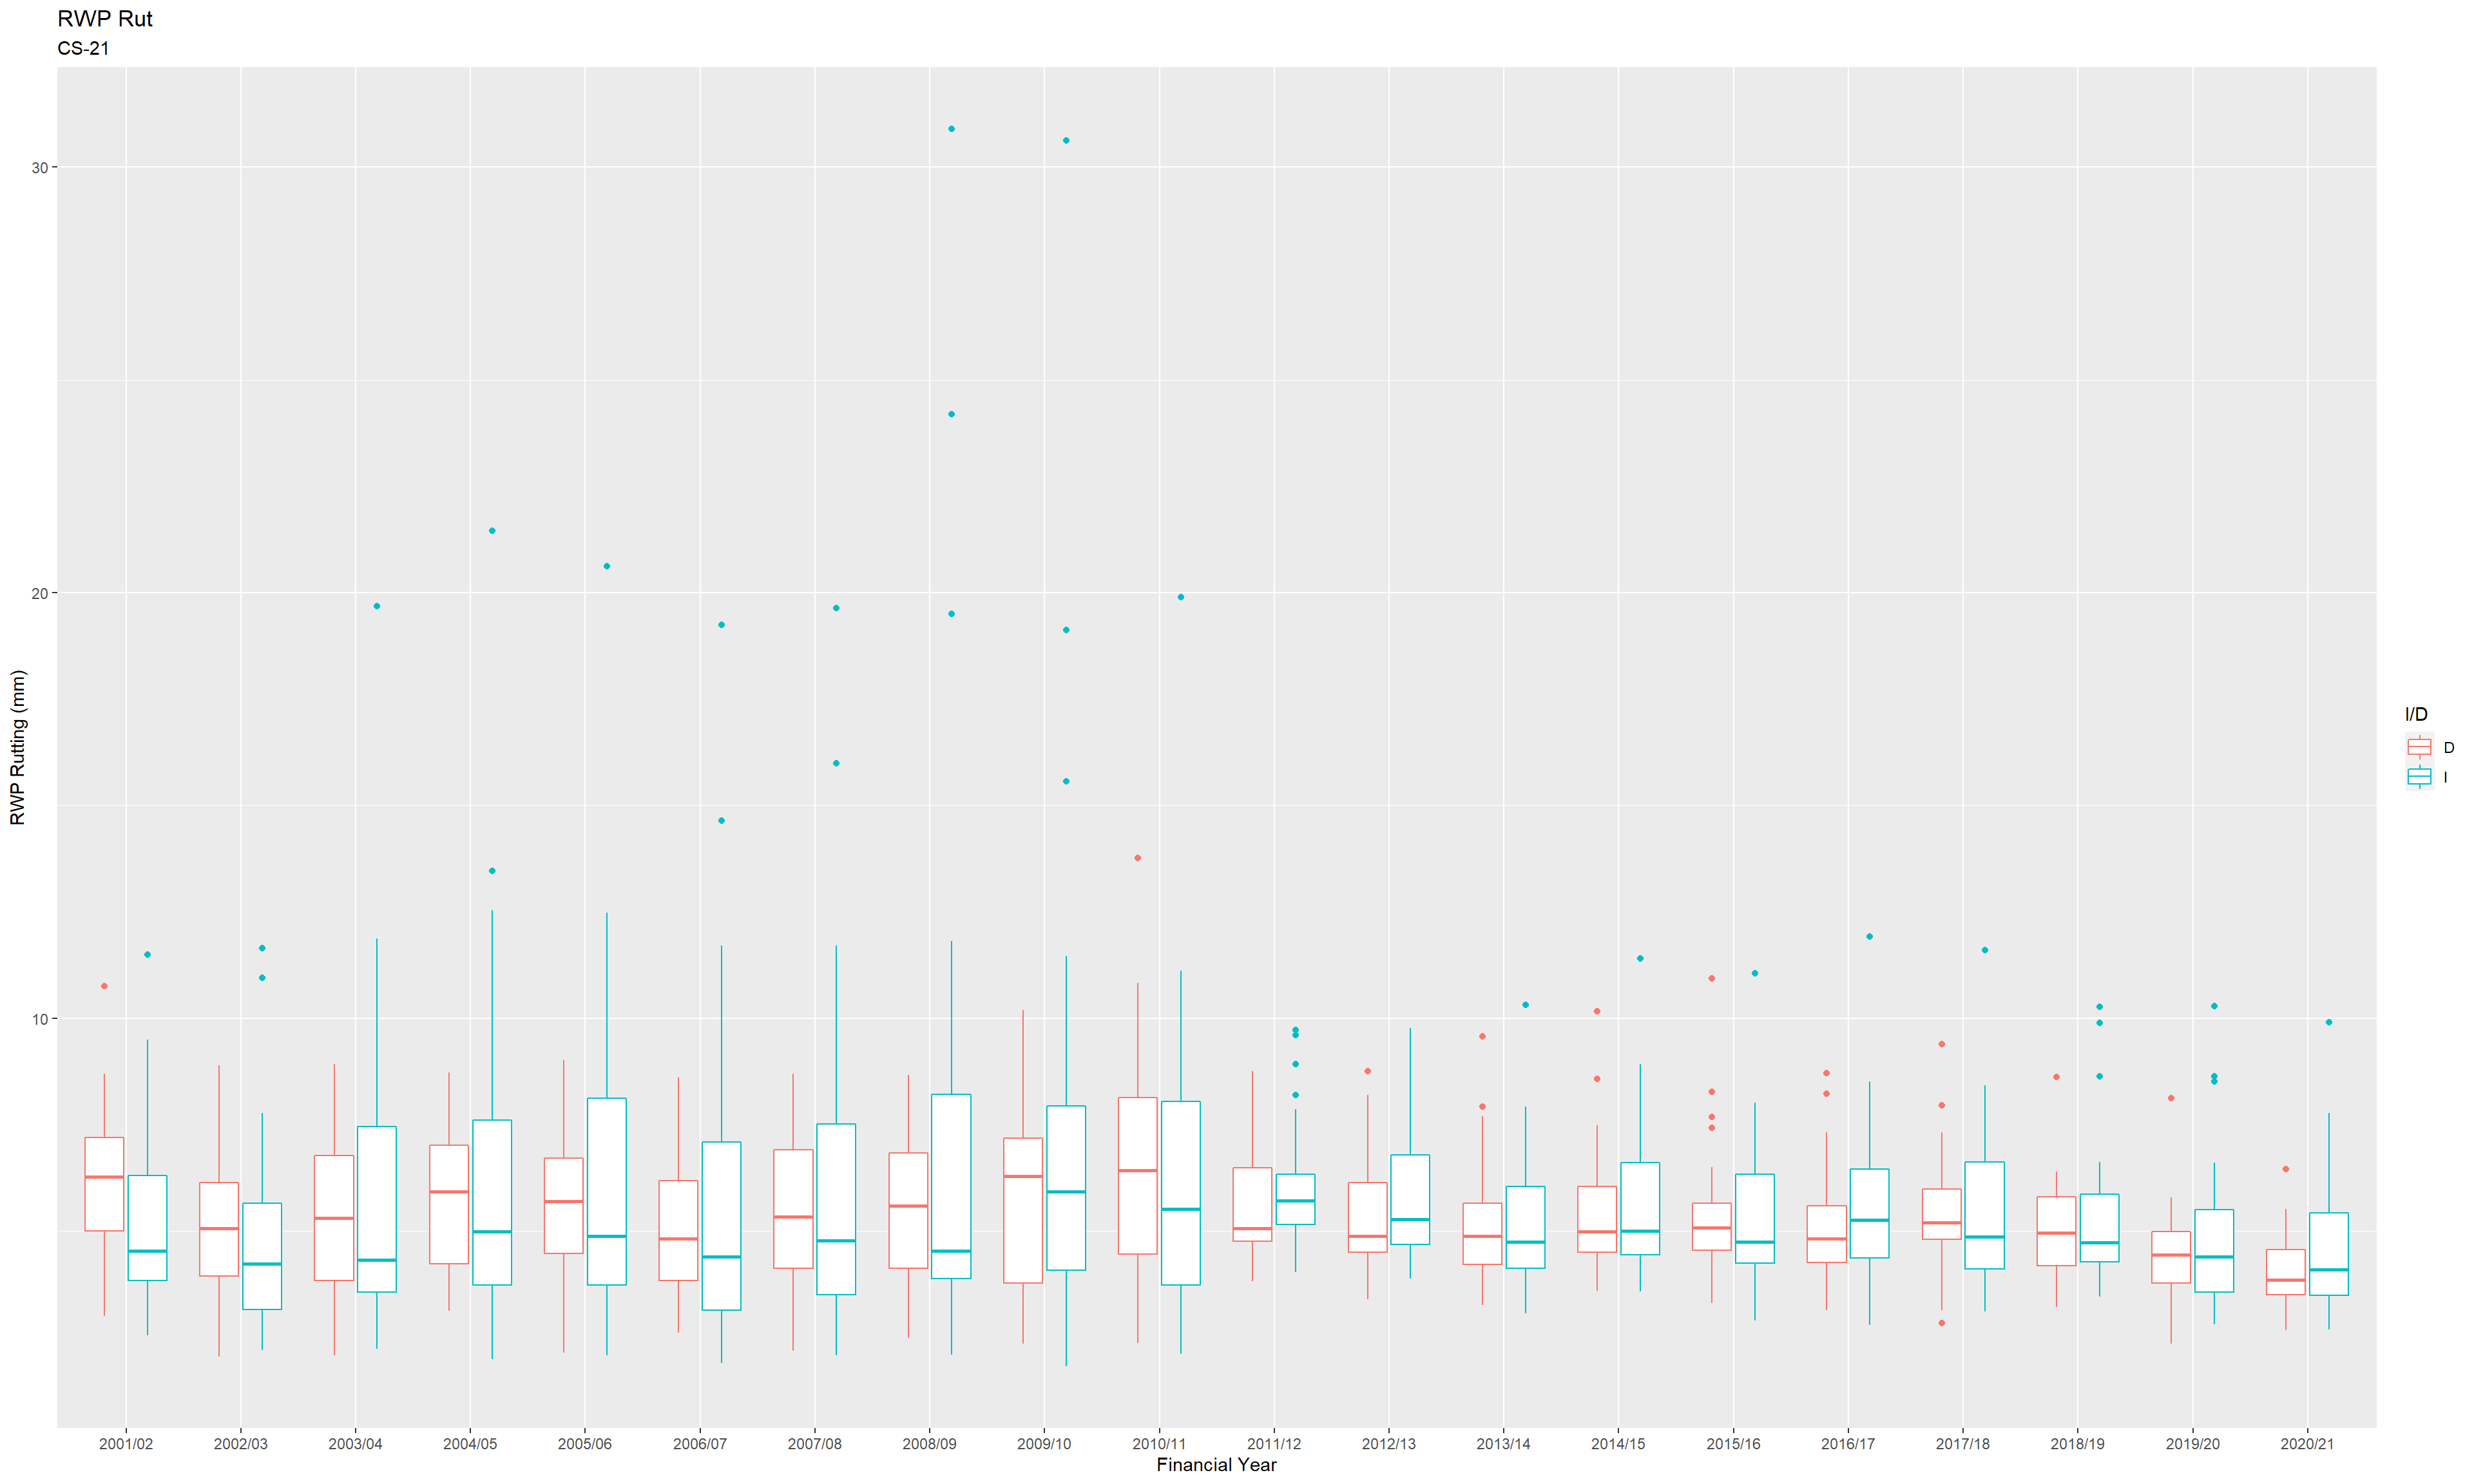 RWP Rut
CS-21
RWP Rutting (mm)
30
20
10
2001/02 2002/03 2003/04 2004/05 2005/06 2006/07 2007/08 2008/09 2009/10 2010/11 2011/12 2012/13 2013/14 2014/15 2015/16 2016/17 2017/18 2018/19 2019/20 2020/21
Financial Year
I/D
D
I